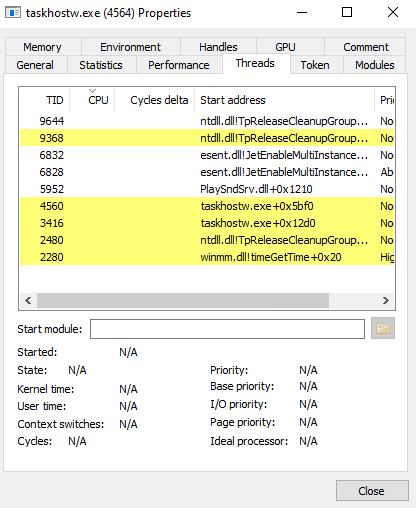 taskhostw.exe (4564) Properties
Memory Environment Handles GPU Comment
General Statistics Performance Threads Token Modules
TID CPU Cycles delta Start address Pri
9644 ntdll.dll!TpReleaseCleanupGroup... No
9368 ntdll.dll!TpReleaseCleanupGroup... No
6832 esent.dll!JetEnableMultiInstance... No
6828 esent.dll!JetEnableMultiInstance... Ab
5952 PlaySndSrv.dll+0x1210 No
4560 taskhostw.exe+0x5bf0 No
3416 taskhostw.exe+0x12d0 No
2480 ntdll.dll!TpReleaseCleanupGroup... No
2280 winmm.dll!timeGetTime+0x20 Hig
Start module:
Started: N/A
State: N/A Priority: N/A
Kernel time: N/A Base priority: N/A
User time: N/A I/O priority: N/A
Context switches: N/A Page priority: N/A
Cycles: N/A Ideal processor: N/A
Close